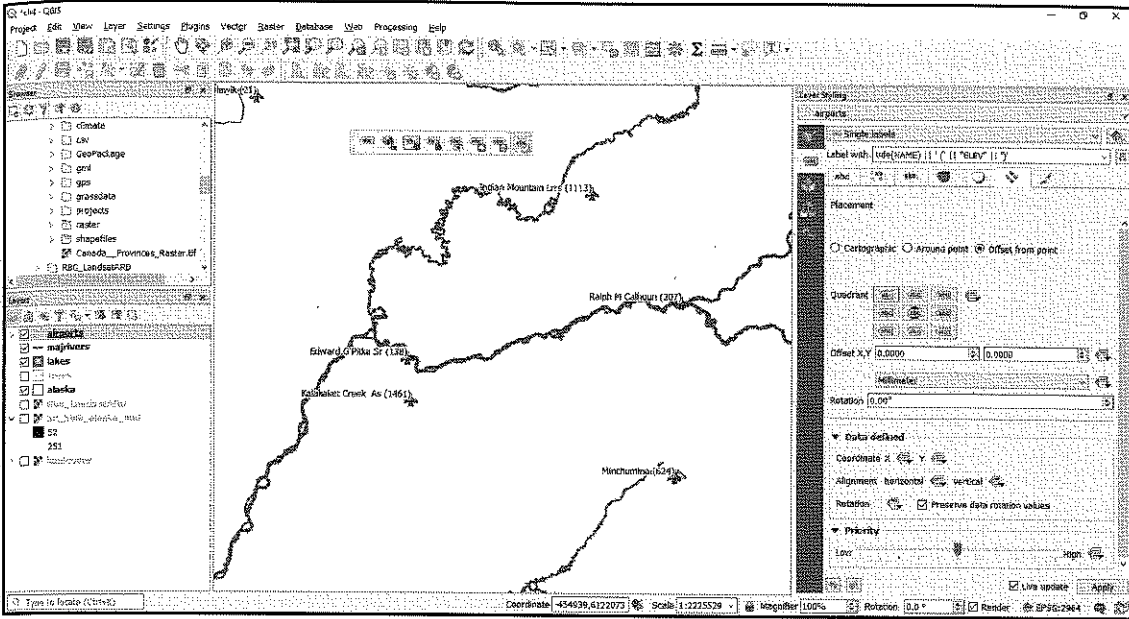 *ch4 - QGIS
Project Edit View Layer Settings Plugins Vector Raster Database Web Processing Help
Browser
climate
csv
GeoPackage
gml
gps
grassdata
projects
raster
shapefiles
Canada__Provinces_Raster.tif
RBG_LandsatARD
Layers
airports
majrivers
lakes
alaska
52
251
Type to locate (Ctrl+K)
Indian Mountain Lrrs (1113)
Ralph M Calhoun (207)
Edward G Pitka Sr (138)
Kalakaket Creek As (1461)
Minchumina (624)
Layer Styling
airports
Single labels
Label with
abc
Placement
Cartographic Around point Offset from point
Quadrant
Offset X,Y 0.0000 0.0000
Millimeter
Rotation 0.00°
Data defined
Coordinate X Y
Alignment horizontal vertical
Rotation Preserve data rotation values
Priority
Low High
Live update Apply
Coordinate -434939,6122073 Scale 1:2225529 Magnifier 100% Rotation 0.0 ° Render EPSG:2964